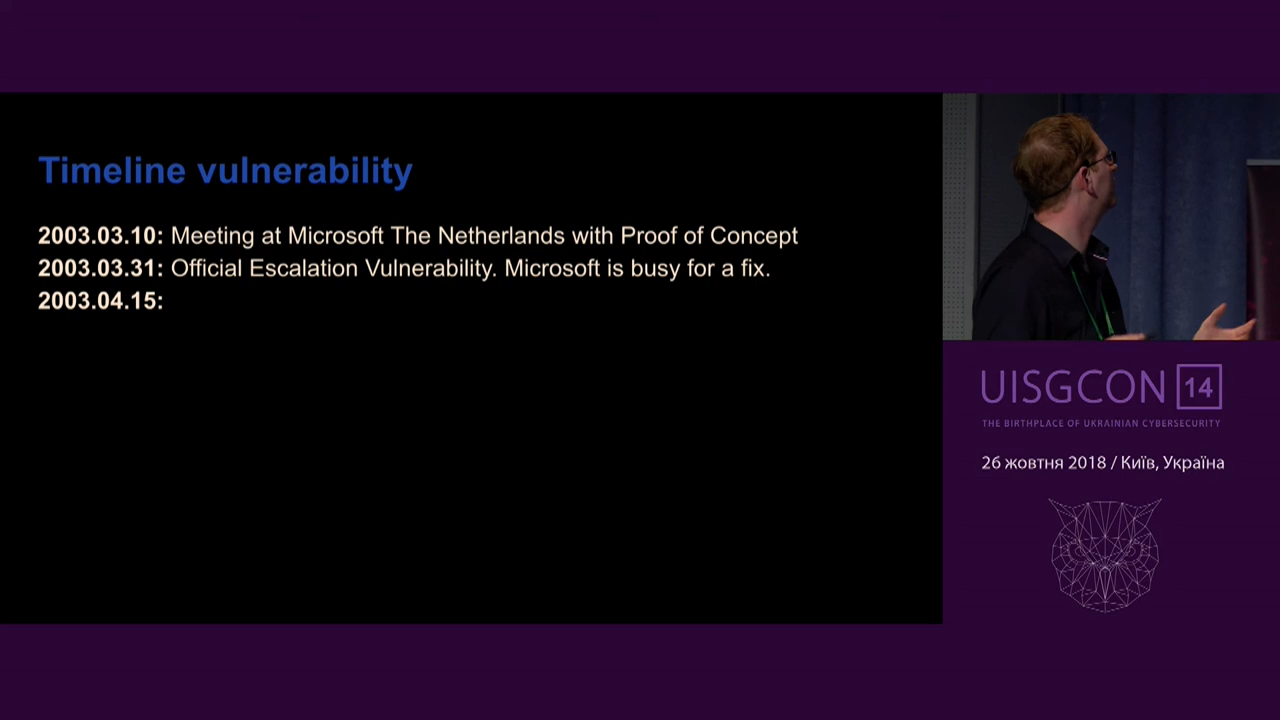 Timeline vulnerability
2003.03.10: Meeting at Microsoft The Netherlands with Proof of Concept
2003.03.31: Official Escalation Vulnerability. Microsoft is busy for a fix.
2003.04.15:
UISGCON 14
THE BIRTHPLACE OF UKRAINIAN CYBERSECURITY
26 жовтня 2018 / Київ, Україна